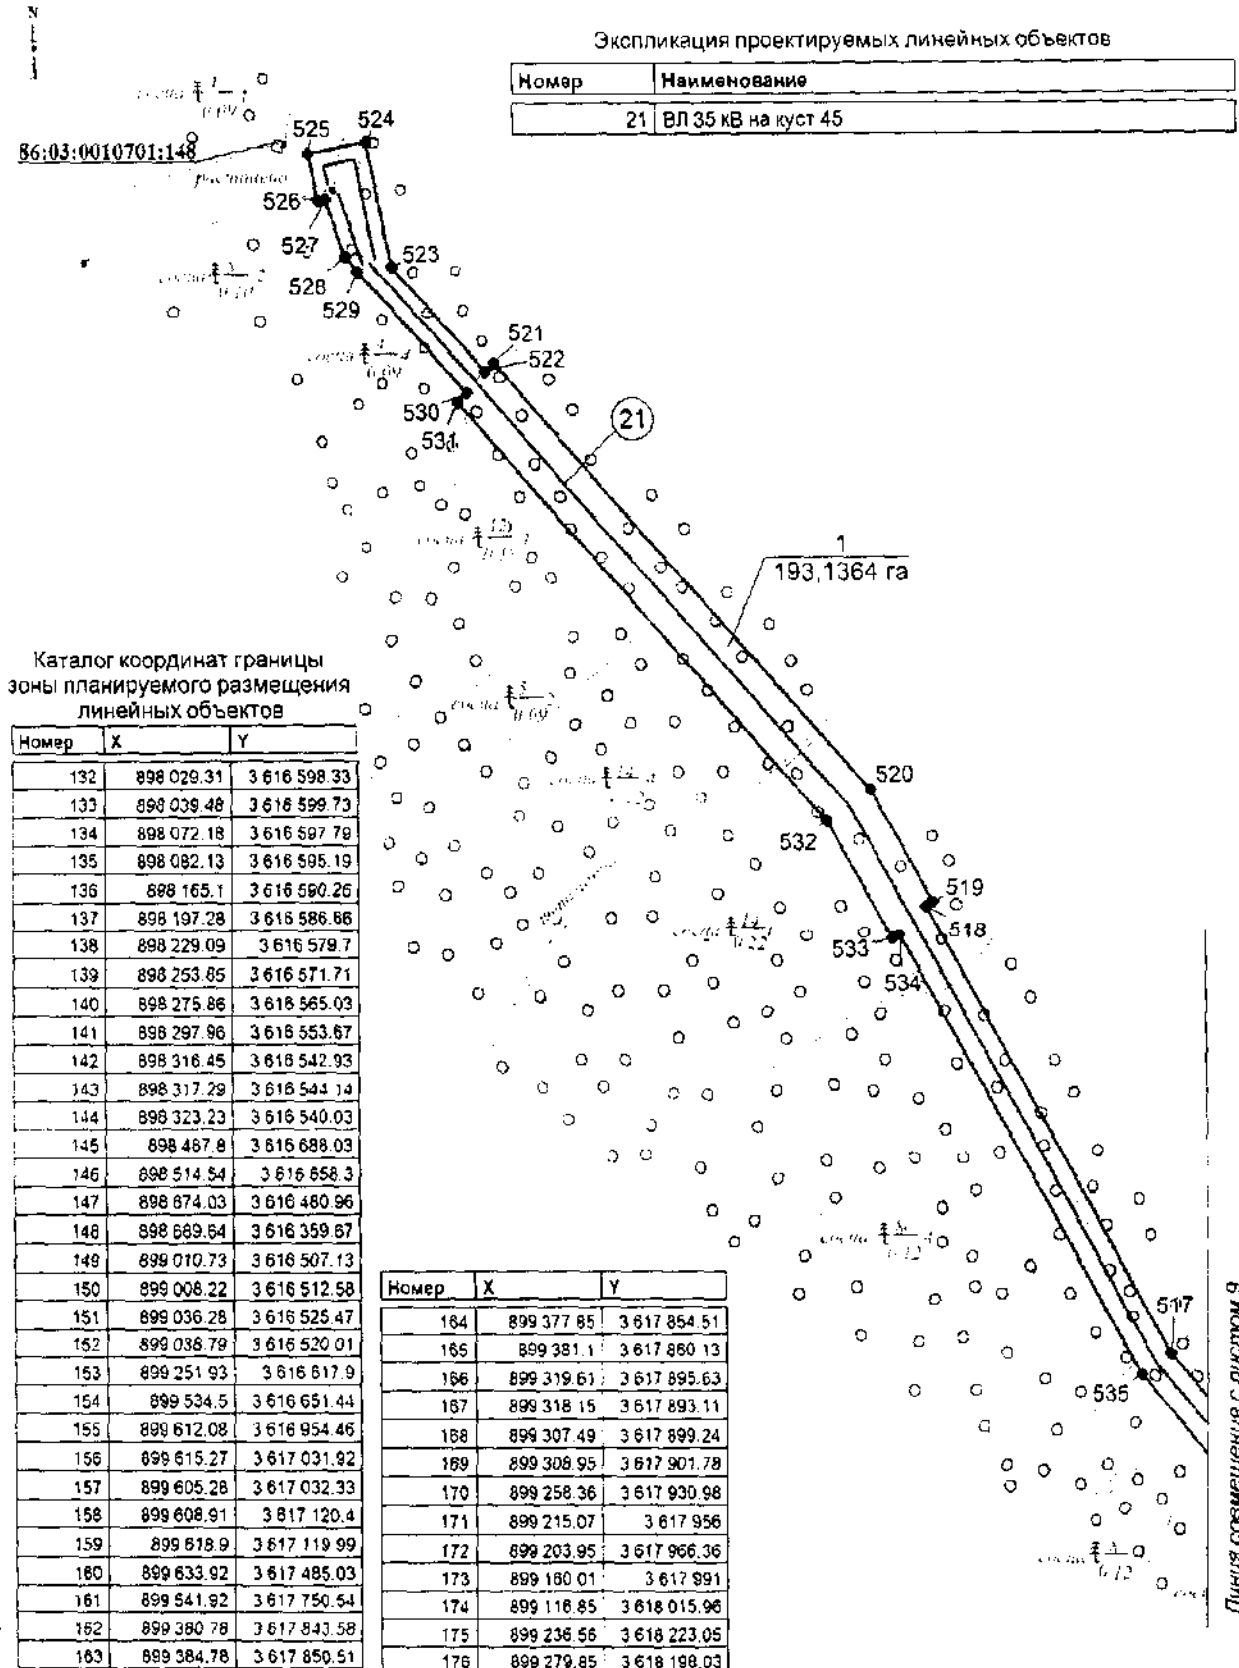 N
Экспликация проектируемых линейных объектов
Номер Наименование
21 ВЛ 35 кВ на куст 45
86:03:0010701:148
525
524
526
527
523
528
529
521
522
530
531
21
1
193,1364 га
520
532
519
518
533
534
517
535
Каталог координат границы
зоны планируемого размещения
линейных объектов
Номер X Y
132 898 029.31 3 616 598.33
133 898 039.48 3 616 599.73
134 898 072.18 3 616 597 79
135 898 082.13 3 616 595.19
136 898 165.1 3 616 590.26
137 898 197.28 3 616 586.66
138 898 229.09 3 616 579.7
139 898 253.85 3 616 571.71
140 898 275.86 3 616 565.03
141 898 297.96 3 616 553.67
142 898 316.45 3 616 542.93
143 898 317.29 3 616 544 14
144 898 323.23 3 616 540.03
145 898 467.8 3 616 688.03
146 898 514.54 3 616 658.3
147 898 674.03 3 616 480.96
148 898 689.64 3 616 359.67
149 899 010.73 3 616 507.13
150 899 008.22 3 616 512.58
151 899 036.28 3 616 525.47
152 899 038.79 3 616 520 01
153 899 251 93 3 616 617.9
154 899 534.5 3 616 651.44
155 899 612.08 3 616 954.46
156 899 615.27 3 617 031.92
157 899 605.28 3 617 032.33
158 899 608.91 3 617 120.4
159 899 618.9 3 617 119 99
160 899 633.92 3 617 485.03
161 899 541.92 3 617 750.54
162 899 380 78 3 617 843.58
163 899 384.78 3 617 850.51
Номер X Y
164 899 377 85 3 617 854.51
165 899 381.1 3 617 860 13
166 899 319.61 3 617 895.63
167 899 318 15 3 617 893.11
168 899 307.49 3 617 899.24
169 899 308.95 3 617 901.78
170 899 258.36 3 617 930.98
171 899 215.07 3 617 956
172 899 203.95 3 617 966.36
173 899 160 01 3 617 991
174 899 116.85 3 618 015.96
175 899 236.56 3 618 223.05
176 899 279.85 3 618 198.03
Линия совмещения с листом 9